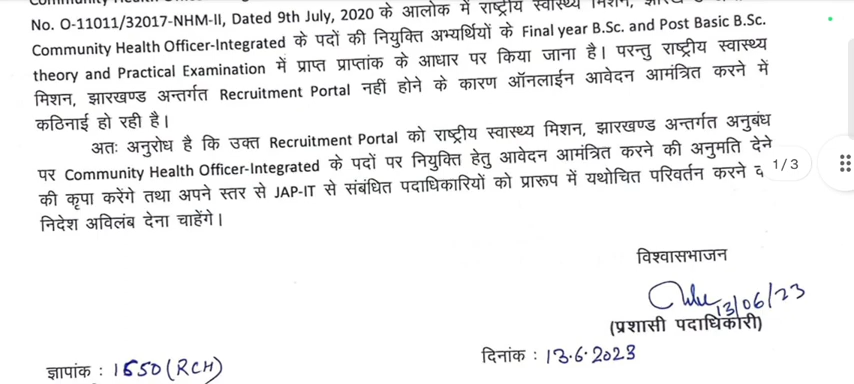 No. O-11011/32017-NHM-II, Dated 9th July, 2020 के आलोक में राष्ट्रीय स्वास्थ्य मिशन,
Community Health Officer-Integrated के पदों की नियुक्ति अभ्यर्थियों के Final year B.Sc. and Post Basic B.Sc.
theory and Practical Examination में प्राप्त प्राप्तांक के आधार पर किया जाना है। परन्तु राष्ट्रीय स्वास्थ्य
मिशन, झारखण्ड अन्तर्गत Recruitment Portal नहीं होने के कारण ऑनलाईन आवेदन आमंत्रित करने में
कठिनाई हो रही है।
अतः अनुरोध है कि उक्त Recruitment Portal को राष्ट्रीय स्वास्थ्य मिशन, झारखण्ड अन्तर्गत अनुबंध
पर Community Health Officer-Integrated के पदों पर नियुक्ति हेतु आवेदन आमंत्रित करने की अनुमति देने
की कृपा करेंगे तथा अपने स्तर से JAP-IT से संबंधित पदाधिकारियों को प्रारूप में यथोचित परिवर्तन करने
1/3
निदेश अविलंब देना चाहेंगे।
विश्वासभाजन
13/06/23
(प्रशासी पदाधिकारी)
ज्ञापांक : 1550 (RCH)
दिनांक : 13.6.2023